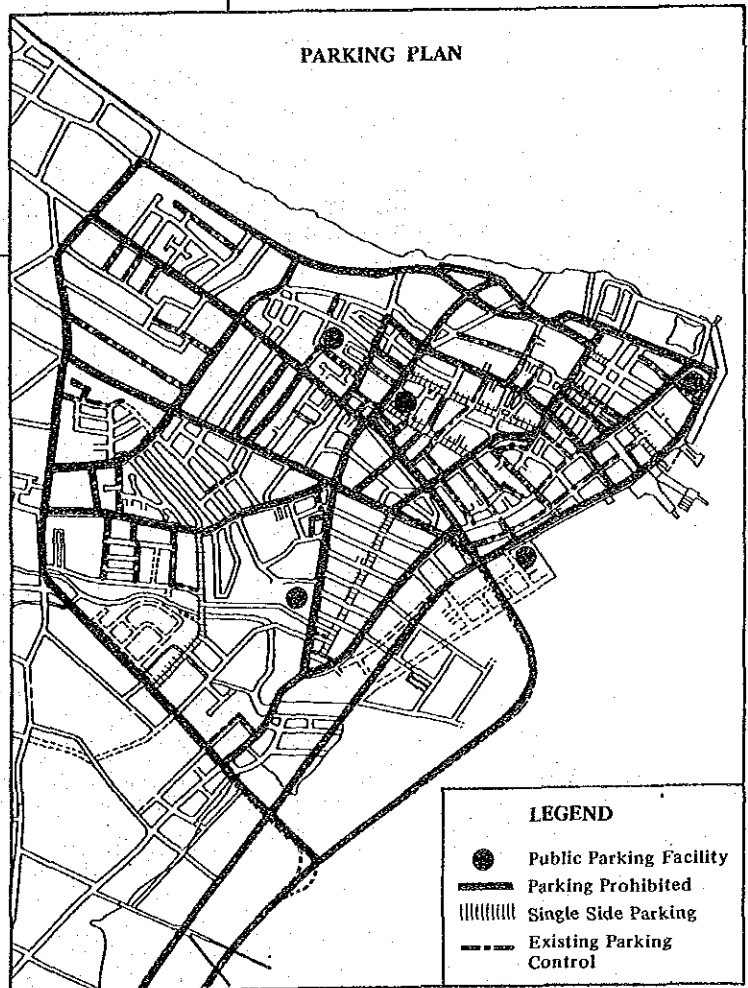 PARKING PLAN
LEGEND
Public Parking Facility
Parking Prohibited
Single Side Parking
Existing Parking
Control